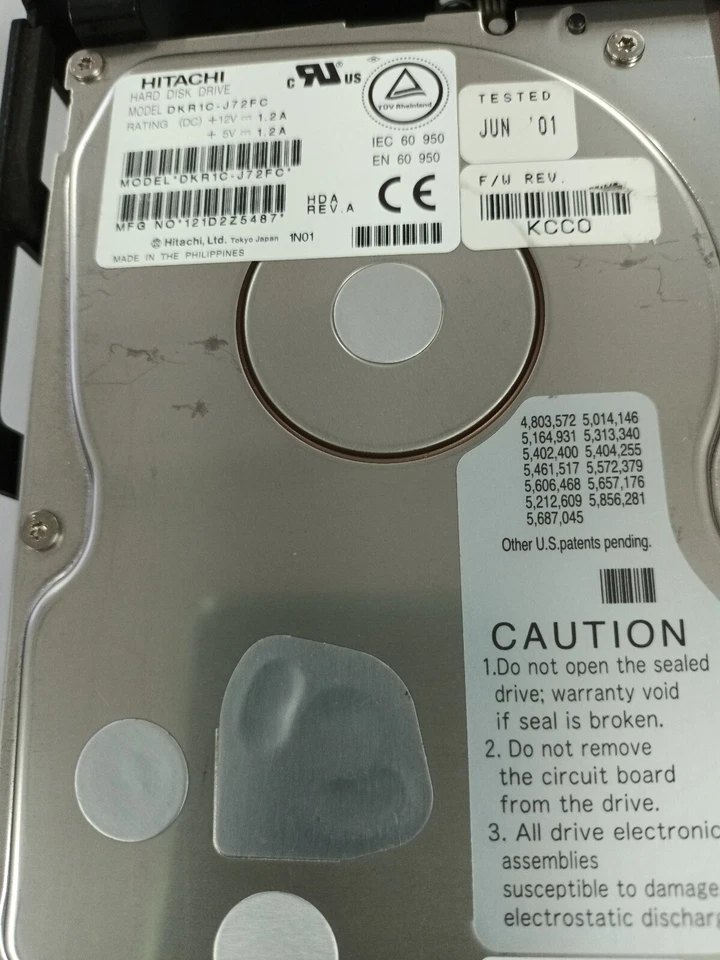 HITACHI
HARD DISK DRIVE
MODEL DKR1C-J72FC
RATING (DC) +12V ⎓ 1.2A
+ 5V ⎓ 1.2A
MODEL*DKR1C-J72FC*
MFG NO*121D2Z5487*
HDA
REV.A
Hitachi, Ltd. Tokyo Japan 1N01
MADE IN THE PHILIPPINES
c RU US
TÜV Rheinland
IEC 60 950
EN 60 950
CE
TESTED
JUN '01
F/W REV.
KCC0
4,803,572 5,014,146
5,164,931 5,313,340
5,402,400 5,404,255
5,461,517 5,572,379
5,606,468 5,657,176
5,212,609 5,856,281
5,687,045
Other U.S.patents pending.
CAUTION
1.Do not open the sealed
drive; warranty void
if seal is broken.
2. Do not remove
the circuit board
from the drive.
3. All drive electronic
assemblies
susceptible to damage
electrostatic discharg